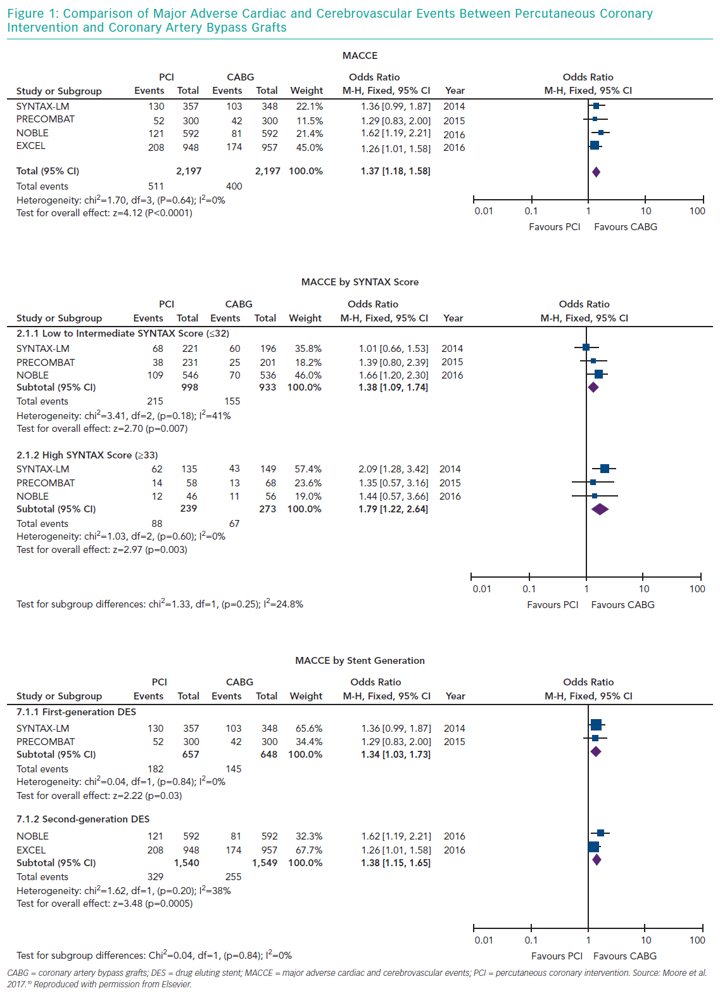 Figure 1: Comparison of Major Adverse Cardiac and Cerebrovascular Events Between Percutaneous Coronary
Intervention and Coronary Artery Bypass Grafts
MACCE
PCI CABG Odds Ratio Odds Ratio
Study or Subgroup Events Total Events Total Weight M-H, Fixed, 95% CI Year M-H, Fixed, 95% CI
SYNTAX-LM 130 357 103 348 22.1% 1.36 [0.99, 1.87] 2014
PRECOMBAT 52 300 42 300 11.5% 1.29 [0.83, 2.00] 2015
NOBLE 121 592 81 592 21.4% 1.62 [1.19, 2.21] 2016
EXCEL 208 948 174 957 45.0% 1.26 [1.01, 1.58] 2016
Total (95% CI) 2,197 2,197 100.0% 1.37 [1.18, 1.58]
Total events 511 400
Heterogeneity: chi²=1.70, df=3, (P=0.64); I²=0%
Test for overall effect: z=4.12 (P<0.0001)
0.01 0.1 1 10 100
Favours PCI Favours CABG
MACCE by SYNTAX Score
PCI CABG Odds Ratio Odds Ratio
Study or Subgroup Events Total Events Total Weight M-H, Fixed, 95% CI Year M-H, Fixed, 95% CI
2.1.1 Low to Intermediate SYNTAX Score (≤32)
SYNTAX-LM 68 221 60 196 35.8% 1.01 [0.66, 1.53] 2014
PRECOMBAT 38 231 25 201 18.2% 1.39 [0.80, 2.39] 2015
NOBLE 109 546 70 536 46.0% 1.66 [1.20, 2.30] 2016
Subtotal (95% CI) 998 933 100.0% 1.38 [1.09, 1.74]
Total events 215 155
Heterogeneity: chi²=3.41, df=2, (p=0.18); I²=41%
Test for overall effect: z=2.70 (p=0.007)
2.1.2 High SYNTAX Score (≥33)
SYNTAX-LM 62 135 43 149 57.4% 2.09 [1.28, 3.42] 2014
PRECOMBAT 14 58 13 68 23.6% 1.35 [0.57, 3.16] 2015
NOBLE 12 46 11 56 19.0% 1.44 [0.57, 3.66] 2016
Subtotal (95% CI) 239 273 100.0% 1.79 [1.22, 2.64]
Total events 88 67
Heterogeneity: chi²=1.03, df=2, (p=0.60); I²=0%
Test for overall effect: z=2.97 (p=0.003)
0.01 0.1 1 10 100
Test for subgroup differences: chi²=1.33, df=1, (p=0.25); I²=24.8% Favours PCI Favours CABG
MACCE by Stent Generation
PCI CABG Odds Ratio Odds Ratio
Study or Subgroup Events Total Events Total Weight M-H, Fixed, 95% CI Year M-H, Fixed, 95% CI
7.1.1 First-generation DES
SYNTAX-LM 130 357 103 348 65.6% 1.36 [0.99, 1.87] 2014
PRECOMBAT 52 300 42 300 34.4% 1.29 [0.83, 2.00] 2015
Subtotal (95% CI) 657 648 100.0% 1.34 [1.03, 1.73]
Total events 182 145
Heterogeneity: chi²=0.04, df=1, (p=0.84); I²=0%
Test for overall effect: z=2.22 (p=0.03)
7.1.2 Second-generation DES
NOBLE 121 592 81 592 32.3% 1.62 [1.19, 2.21] 2016
EXCEL 208 948 174 957 67.7% 1.26 [1.01, 1.58] 2016
Subtotal (95% CI) 1,540 1,549 100.0% 1.38 [1.15, 1.65]
Total events 329 255
Heterogeneity: chi²=1.62, df=1, (p=0.20); I²=38%
Test for overall effect: z=3.48 (p=0.0005)
0.01 0.1 1 10 100
Test for subgroup differences: Chi²=0.04, df=1, (p=0.84); I²=0% Favours PCI Favours CABG
CABG = coronary artery bypass grafts; DES = drug eluting stent; MACCE = major adverse cardiac and cerebrovascular events; PCI = percutaneous coronary intervention. Source: Moore et al.
2017.¹⁰ Reproduced with permission from Elsevier.